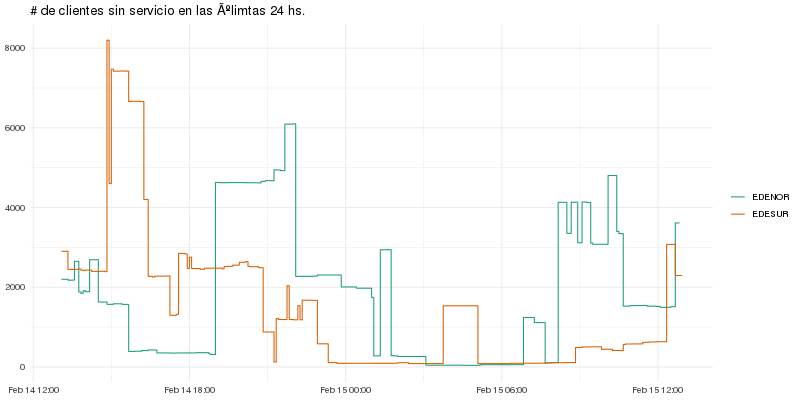 # de clientes sin servicio en las Ãºlimtas 24 hs.
8000
6000
4000
2000
0
Feb 14 12:00
Feb 14 18:00
Feb 15 00:00
Feb 15 06:00
Feb 15 12:00
EDENOR
EDESUR